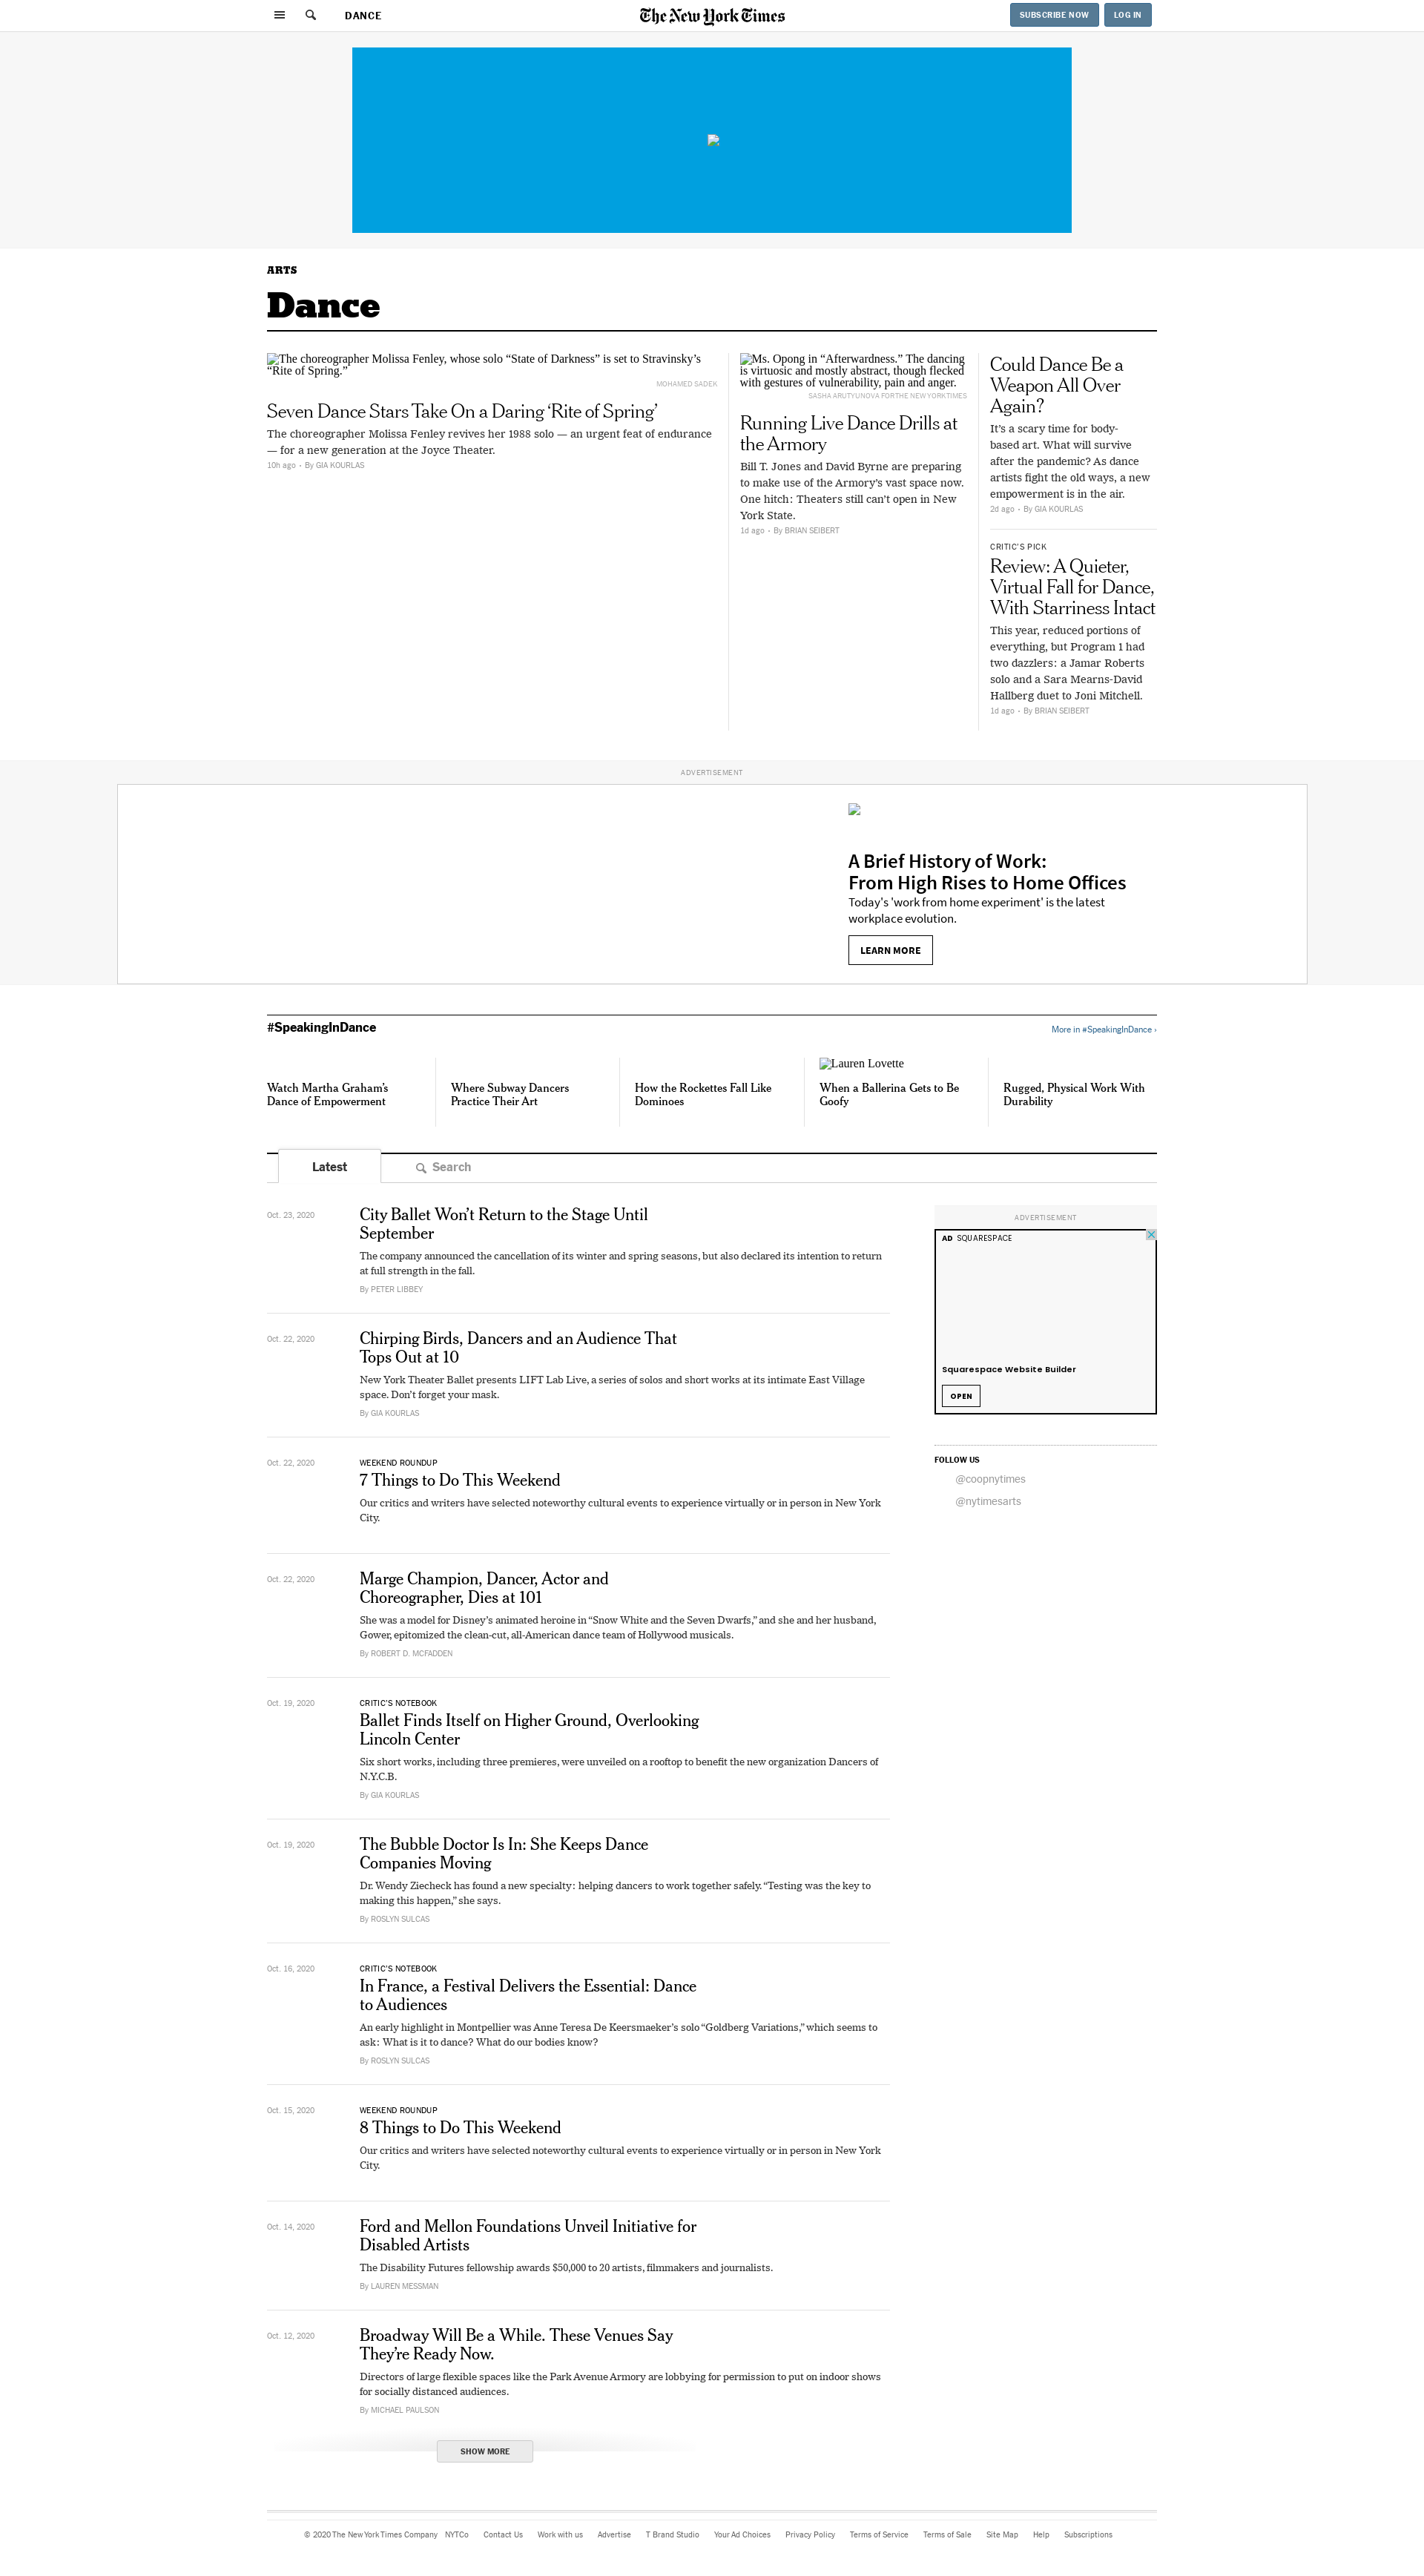 DANCE
The New York Times
SUBSCRIBE NOW
LOG IN
ARTS
Dance
The choreographer Molissa Fenley, whose solo “State of Darkness” is set to Stravinsky’s
“Rite of Spring.”
MOHAMED SADEK
Seven Dance Stars Take On a Daring ‘Rite of Spring’
The choreographer Molissa Fenley revives her 1988 solo — an urgent feat of endurance
— for a new generation at the Joyce Theater.
10h ago • By GIA KOURLAS
Ms. Opong in “Afterwardness.” The dancing
is virtuosic and mostly abstract, though flecked
with gestures of vulnerability, pain and anger.
SASHA ARUTYUNOVA FOR THE NEW YORK TIMES
Running Live Dance Drills at
the Armory
Bill T. Jones and David Byrne are preparing
to make use of the Armory’s vast space now.
One hitch: Theaters still can’t open in New
York State.
1d ago • By BRIAN SEIBERT
Could Dance Be a
Weapon All Over
Again?
It’s a scary time for body-
based art. What will survive
after the pandemic? As dance
artists fight the old ways, a new
empowerment is in the air.
2d ago • By GIA KOURLAS
CRITIC’S PICK
Review: A Quieter,
Virtual Fall for Dance,
With Starriness Intact
This year, reduced portions of
everything, but Program 1 had
two dazzlers: a Jamar Roberts
solo and a Sara Mearns-David
Hallberg duet to Joni Mitchell.
1d ago • By BRIAN SEIBERT
ADVERTISEMENT
A Brief History of Work:
From High Rises to Home Offices
Today's 'work from home experiment' is the latest
workplace evolution.
LEARN MORE
#SpeakingInDance
More in #SpeakingInDance ›
Watch Martha Graham’s
Dance of Empowerment
Where Subway Dancers
Practice Their Art
How the Rockettes Fall Like
Dominoes
Lauren Lovette
When a Ballerina Gets to Be
Goofy
Rugged, Physical Work With
Durability
Latest
Search
Oct. 23, 2020
City Ballet Won’t Return to the Stage Until
September
The company announced the cancellation of its winter and spring seasons, but also declared its intention to return
at full strength in the fall.
By PETER LIBBEY
Oct. 22, 2020
Chirping Birds, Dancers and an Audience That
Tops Out at 10
New York Theater Ballet presents LIFT Lab Live, a series of solos and short works at its intimate East Village
space. Don’t forget your mask.
By GIA KOURLAS
Oct. 22, 2020
WEEKEND ROUNDUP
7 Things to Do This Weekend
Our critics and writers have selected noteworthy cultural events to experience virtually or in person in New York
City.
Oct. 22, 2020
Marge Champion, Dancer, Actor and
Choreographer, Dies at 101
She was a model for Disney’s animated heroine in “Snow White and the Seven Dwarfs,” and she and her husband,
Gower, epitomized the clean-cut, all-American dance team of Hollywood musicals.
By ROBERT D. MCFADDEN
Oct. 19, 2020
CRITIC’S NOTEBOOK
Ballet Finds Itself on Higher Ground, Overlooking
Lincoln Center
Six short works, including three premieres, were unveiled on a rooftop to benefit the new organization Dancers of
N.Y.C.B.
By GIA KOURLAS
Oct. 19, 2020
The Bubble Doctor Is In: She Keeps Dance
Companies Moving
Dr. Wendy Ziecheck has found a new specialty: helping dancers to work together safely. “Testing was the key to
making this happen,” she says.
By ROSLYN SULCAS
Oct. 16, 2020
CRITIC’S NOTEBOOK
In France, a Festival Delivers the Essential: Dance
to Audiences
An early highlight in Montpellier was Anne Teresa De Keersmaeker’s solo “Goldberg Variations,” which seems to
ask: What is it to dance? What do our bodies know?
By ROSLYN SULCAS
Oct. 15, 2020
WEEKEND ROUNDUP
8 Things to Do This Weekend
Our critics and writers have selected noteworthy cultural events to experience virtually or in person in New York
City.
Oct. 14, 2020
Ford and Mellon Foundations Unveil Initiative for
Disabled Artists
The Disability Futures fellowship awards $50,000 to 20 artists, filmmakers and journalists.
By LAUREN MESSMAN
Oct. 12, 2020
Broadway Will Be a While. These Venues Say
They’re Ready Now.
Directors of large flexible spaces like the Park Avenue Armory are lobbying for permission to put on indoor shows
for socially distanced audiences.
By MICHAEL PAULSON
SHOW MORE
ADVERTISEMENT
AD SQUARESPACE
Squarespace Website Builder
OPEN
FOLLOW US
@coopnytimes
@nytimesarts
© 2020 The New York Times Company NYTCo Contact Us Work with us Advertise T Brand Studio Your Ad Choices Privacy Policy Terms of Service Terms of Sale Site Map Help Subscriptions